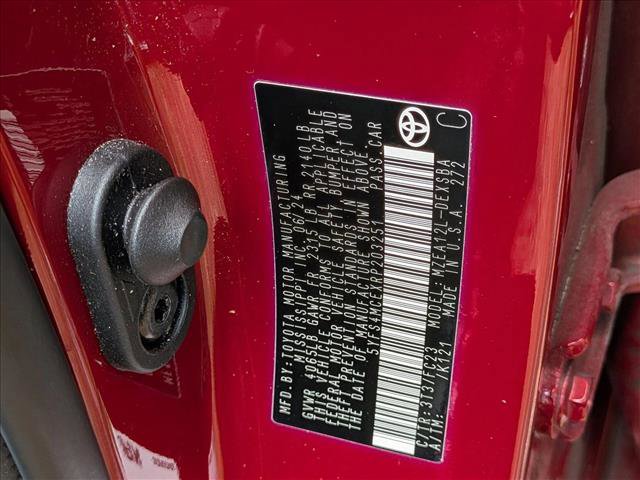 MFD.BY: TOYOTA MOTOR MANUFACTURING
MISSISSIPPI, INC. 06/24
GVWR 4085LB GAWR FR 2315 LB RR 2140 LB
THIS VEHICLE CONFORMS TO ALL APPLICABLE
FEDERAL MOTOR VEHICLE SAFETY, BUMPER AND
THEFT PREVENTION STANDARDS IN EFFECT ON
THE DATE OF MANUFACTURE SHOWN ABOVE.
5YFS4MCEXRP209251 PASS.CAR
C/TR: 3T3/FC23 MODEL: MZEA12L-DEXSBA
A/TM: /K121 MADE IN U.S.A. 272
C